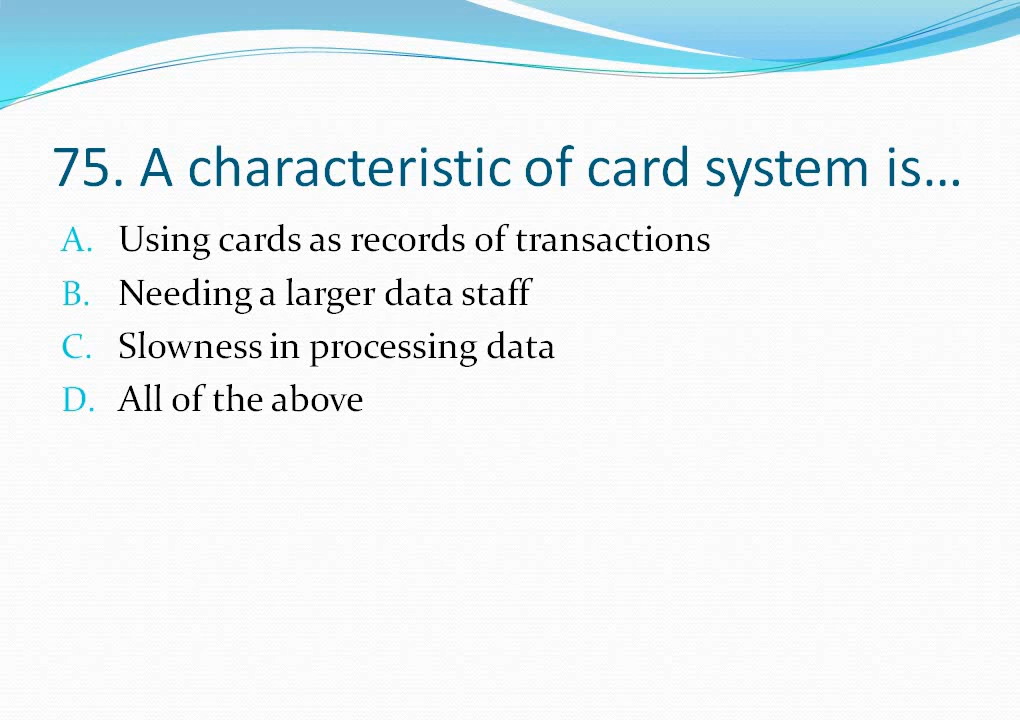 75. A characteristic of card system is…
A. Using cards as records of transactions
B. Needing a larger data staff
C. Slowness in processing data
D. All of the above